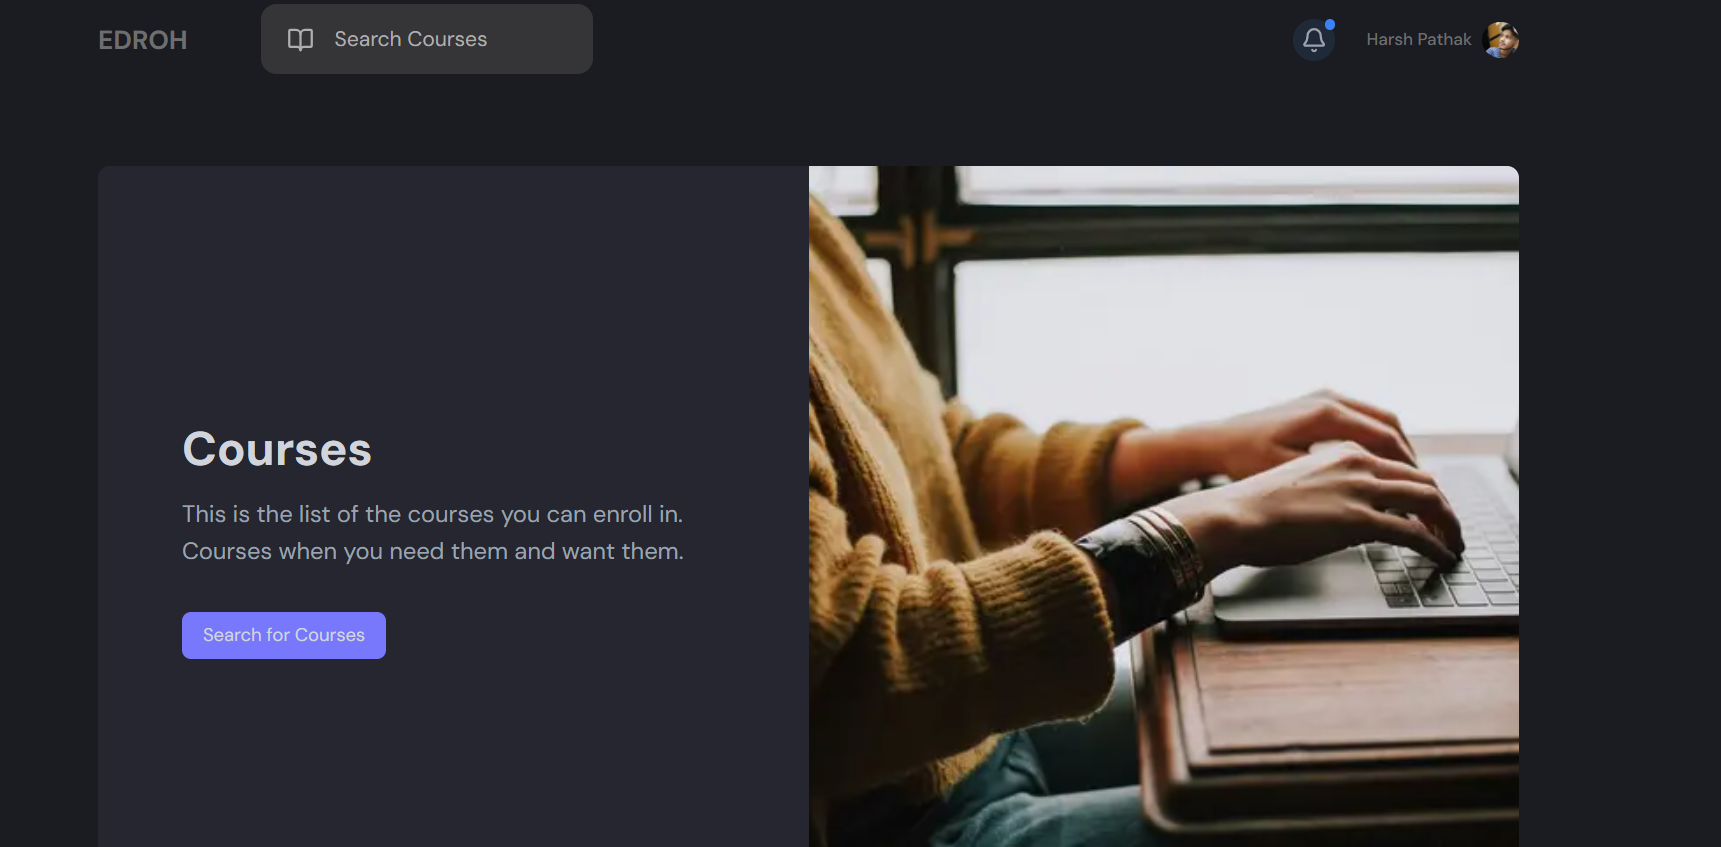 EDROH
Search Courses
Harsh Pathak
Courses
This is the list of the courses you can enroll in.
Courses when you need them and want them.
Search for Courses